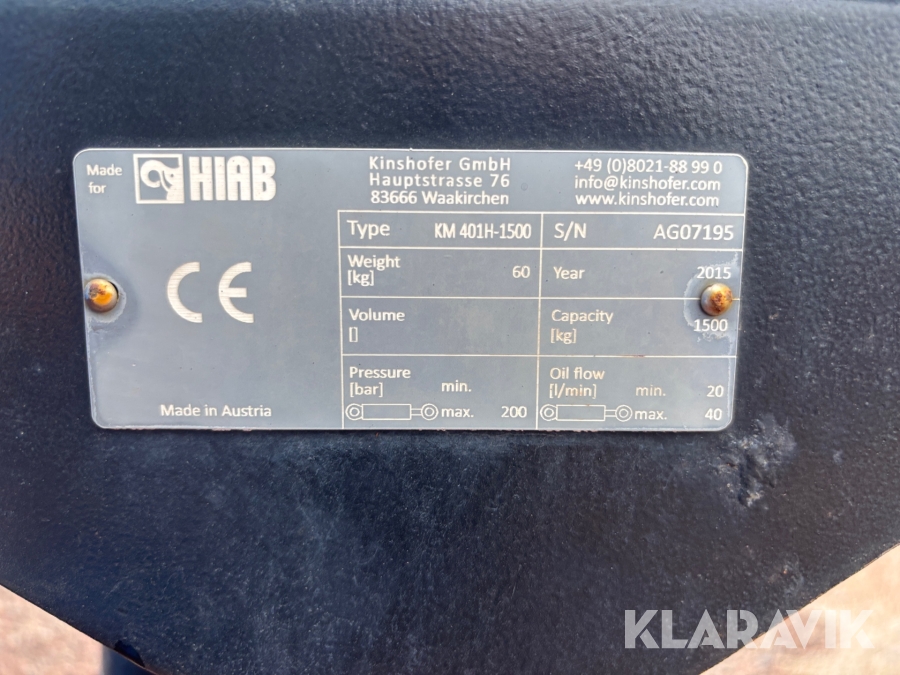 Made for HIAB
Kinshofer GmbH
Hauptstrasse 76
83666 Waakirchen
+49 (0)8021-88 99 0
info@kinshofer.com
www.kinshofer.com
Type KM 401H-1500 S/N AG07195
Weight [kg] 60 Year 2015
Volume [] Capacity [kg] 1500
Pressure [bar] min. Oil flow [l/min] min. 20
max. 200 max. 40
CE
Made in Austria
KLARAVIK